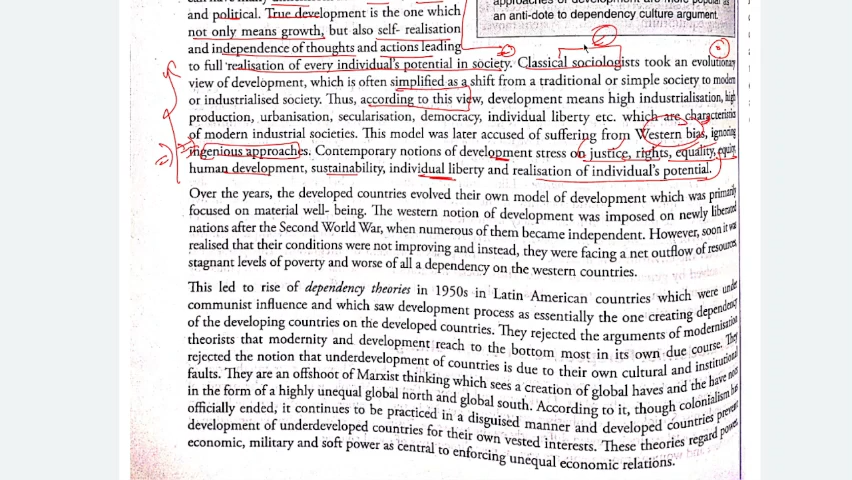 approaches of development are more popular as
an anti-dote to dependency culture argument.
and political. True development is the one which
not only means growth, but also self- realisation
and independence of thoughts and actions leading
to full realisation of every individual's potential in society. Classical sociologists took an evolutionary
view of development, which is often simplified as a shift from a traditional or simple society to modern
or industrialised society. Thus, according to this view, development means high industrialisation, high
production, urbanisation, secularisation, democracy, individual liberty etc. which are characteristics
of modern industrial societies. This model was later accused of suffering from Western bias, ignoring
ingenious approaches. Contemporary notions of development stress on justice, rights, equality, equity,
human development, sustainability, individual liberty and realisation of individual's potential.
Over the years, the developed countries evolved their own model of development which was primarily
focused on material well- being. The western notion of development was imposed on newly liberated
nations after the Second World War, when numerous of them became independent. However, soon it was
realised that their conditions were not improving and instead, they were facing a net outflow of resources,
stagnant levels of poverty and worse of all a dependency on the western countries.
This led to rise of dependency theories in 1950s in Latin American countries which were under
communist influence and which saw development process as essentially the one creating dependency
of the developing countries on the developed countries. They rejected the arguments of modernisation
theorists that modernity and development reach to the bottom most in its own due course. They
rejected the notion that underdevelopment of countries is due to their own cultural and institutional
faults. They are an offshoot of Marxist thinking which sees a creation of global haves and the have nots
in the form of a highly unequal global north and global south. According to it, though colonialism has
officially ended, it continues to be practiced in a disguised manner and developed countries prevent
development of underdeveloped countries for their own vested interests. These theories regard power,
economic, military and soft power as central to enforcing unequal economic relations.